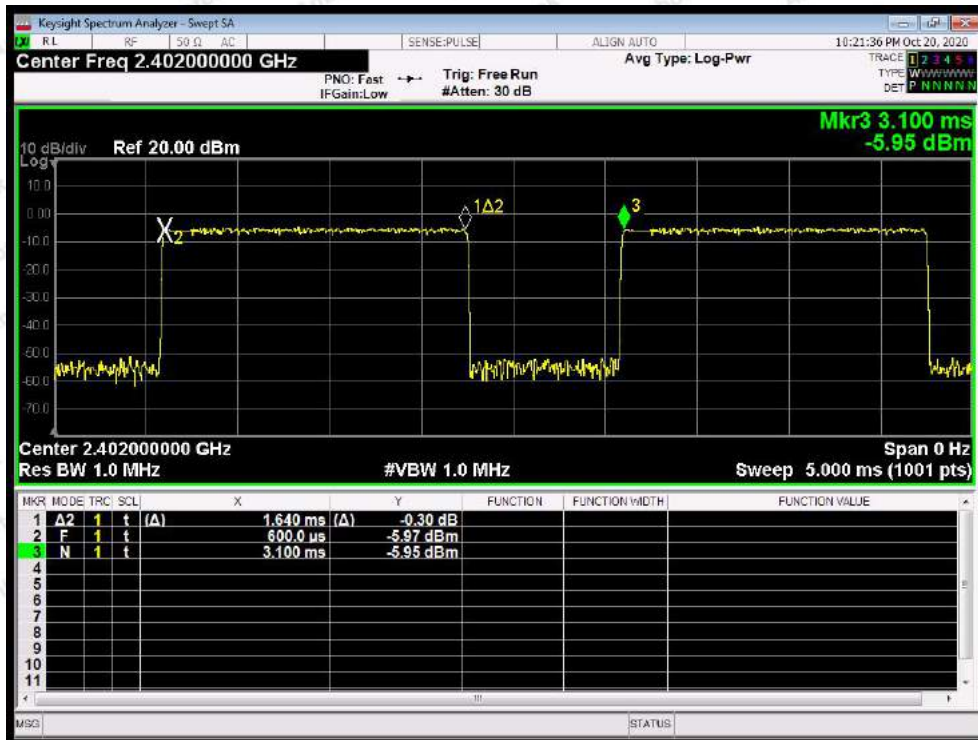 Keysight Spectrum Analyzer - Swept SA
RL RF 50 Ω AC SENSE:PULSE ALIGN AUTO 10:21:36 PM Oct 20, 2020
Center Freq 2.402000000 GHz Avg Type: Log-Pwr TRACE 1 2 3 4 5 6
PNO: Fast Trig: Free Run TYPE W
IFGain:Low #Atten: 30 dB DET P N N N N N
Mkr3 3.100 ms
10 dB/div Ref 20.00 dBm -5.95 dBm
Log
10.0
0.00 1Δ2 3
-10.0 X2
-20.0
-30.0
-40.0
-50.0
-60.0
-70.0
Center 2.402000000 GHz Span 0 Hz
Res BW 1.0 MHz #VBW 1.0 MHz Sweep 5.000 ms (1001 pts)
MKR MODE TRC SCL X Y FUNCTION FUNCTION WIDTH FUNCTION VALUE
1 Δ2 1 t (Δ) 1.640 ms (Δ) -0.30 dB
2 F 1 t 600.0 µs -5.97 dBm
3 N 1 t 3.100 ms -5.95 dBm
4
5
6
7
8
9
10
11
MSG STATUS